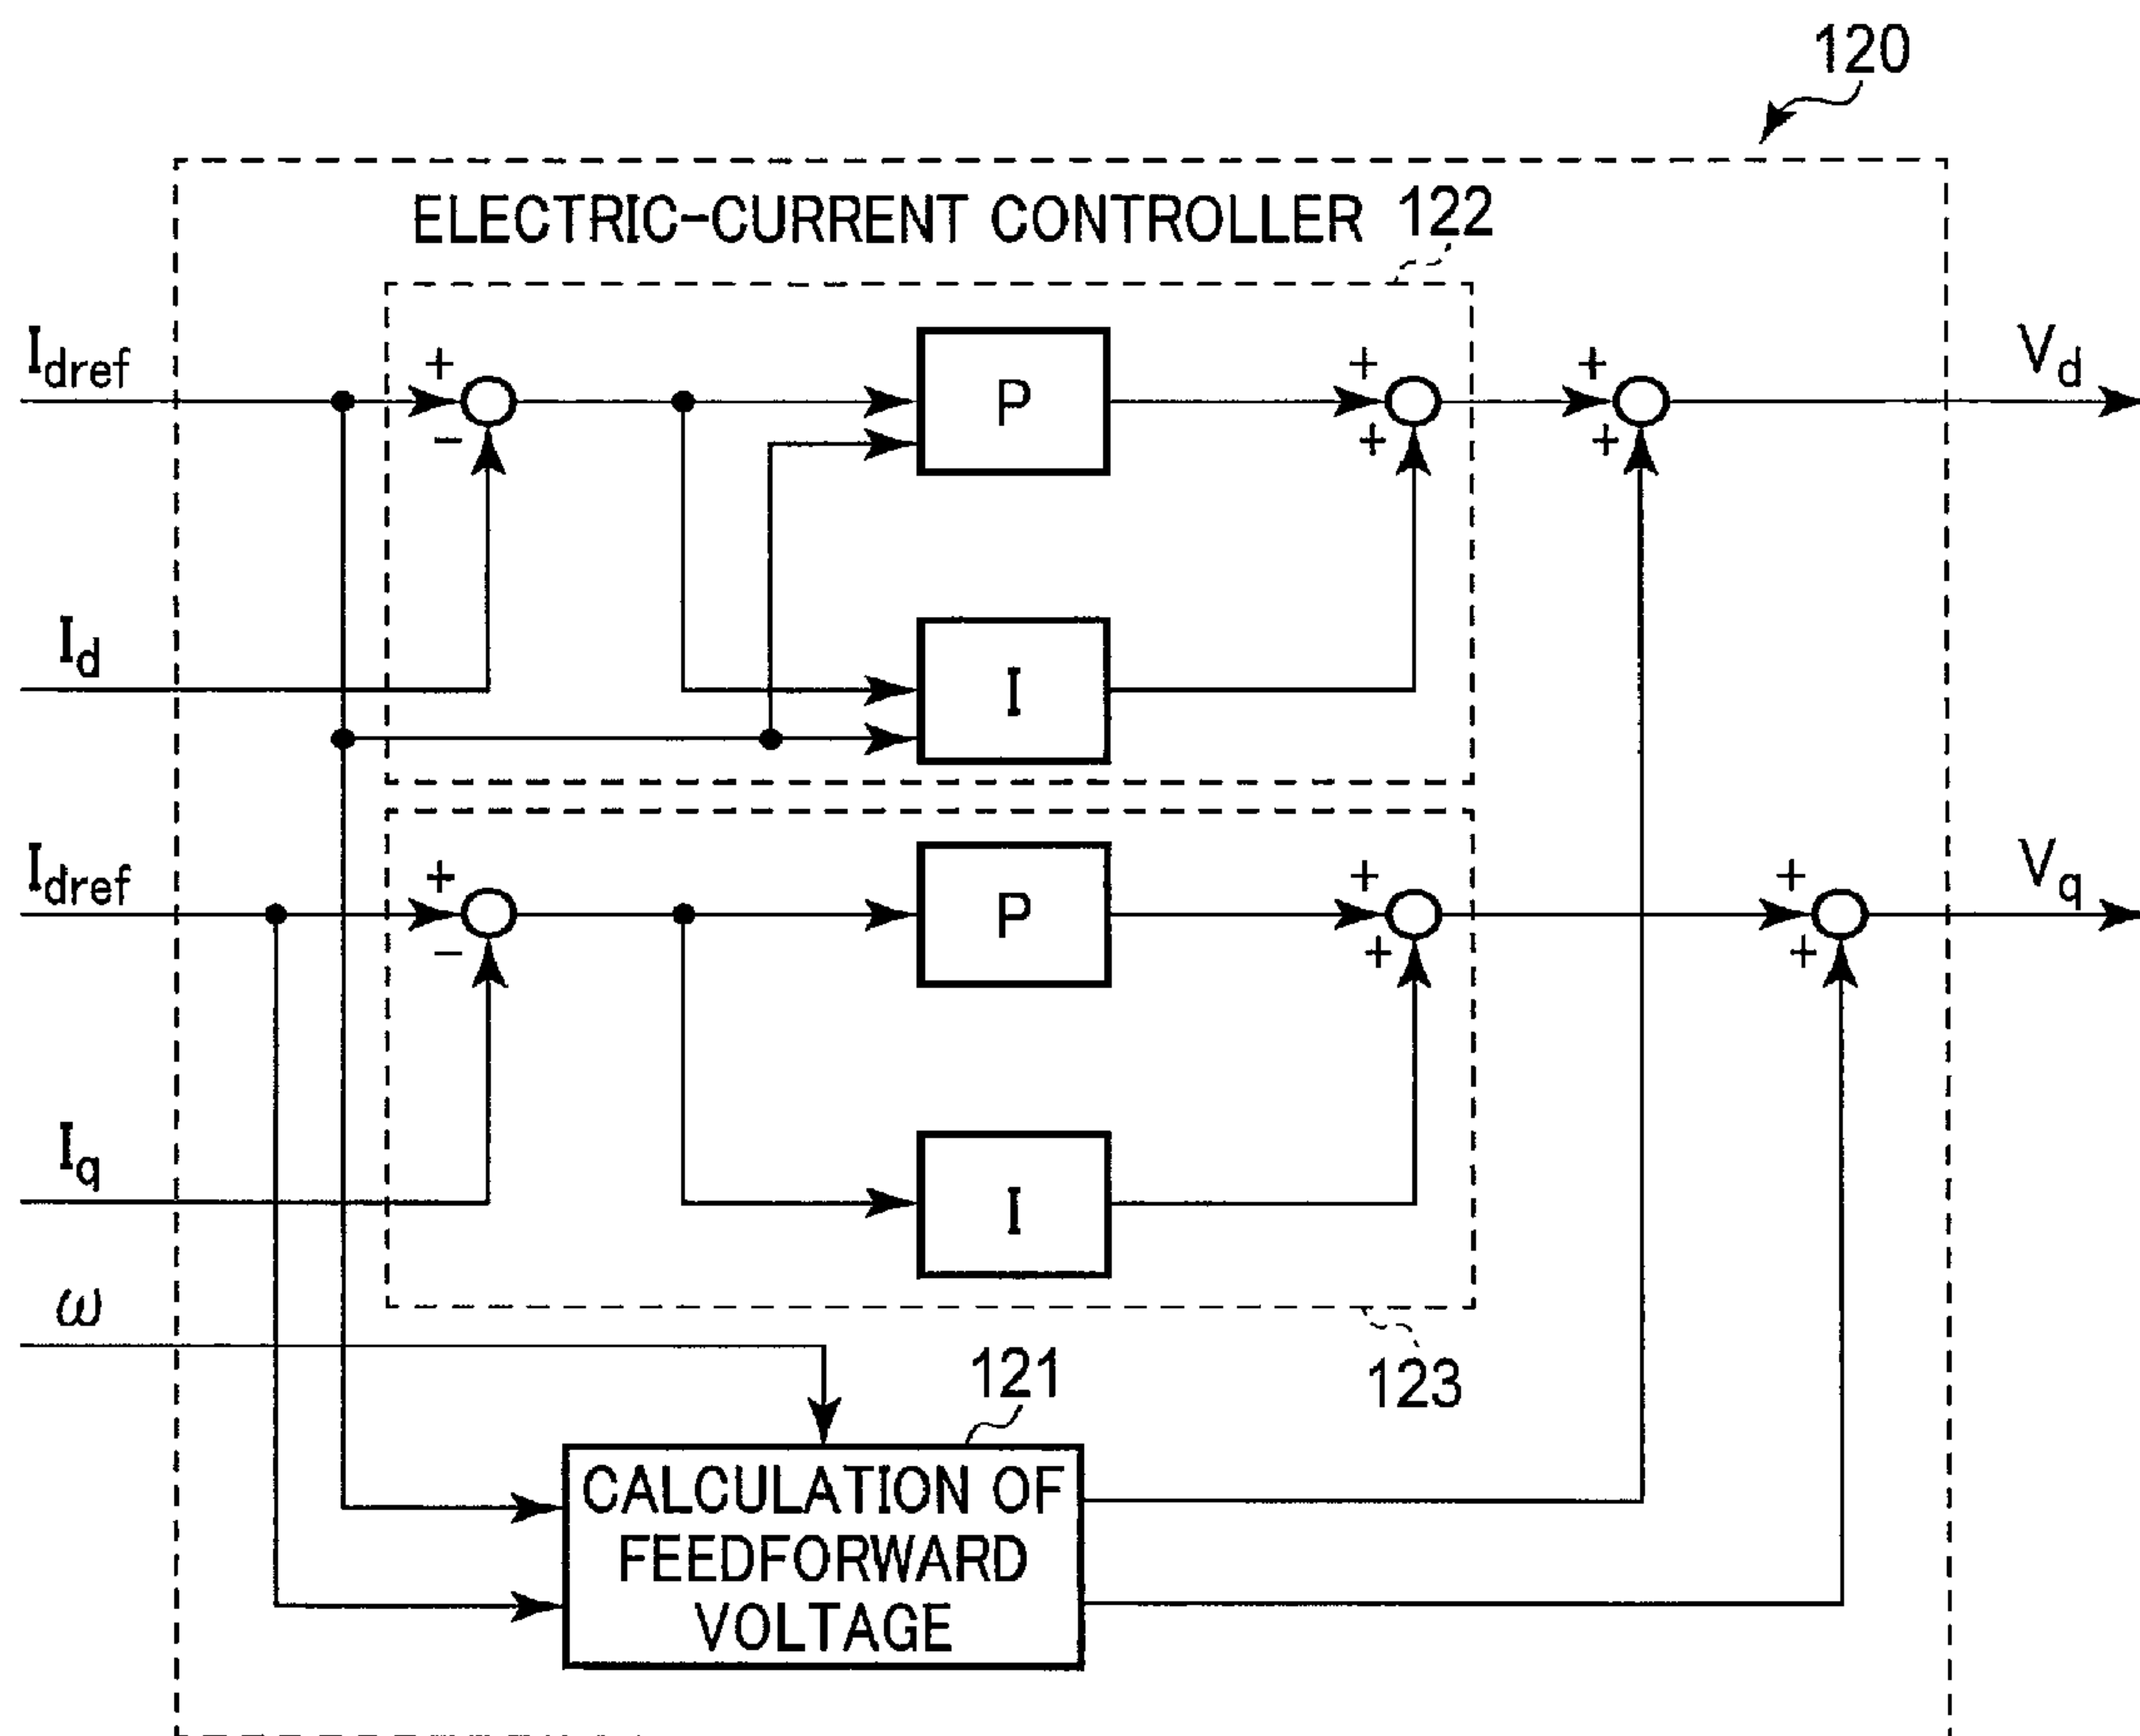 120
ELECTRIC-CURRENT CONTROLLER 122
Idref
+
-
P
+
+
+
+
Vd
Id
I
Idref
+
-
P
+
+
+
+
Vq
Iq
I
ω
123
121
CALCULATION OF
FEEDFORWARD
VOLTAGE